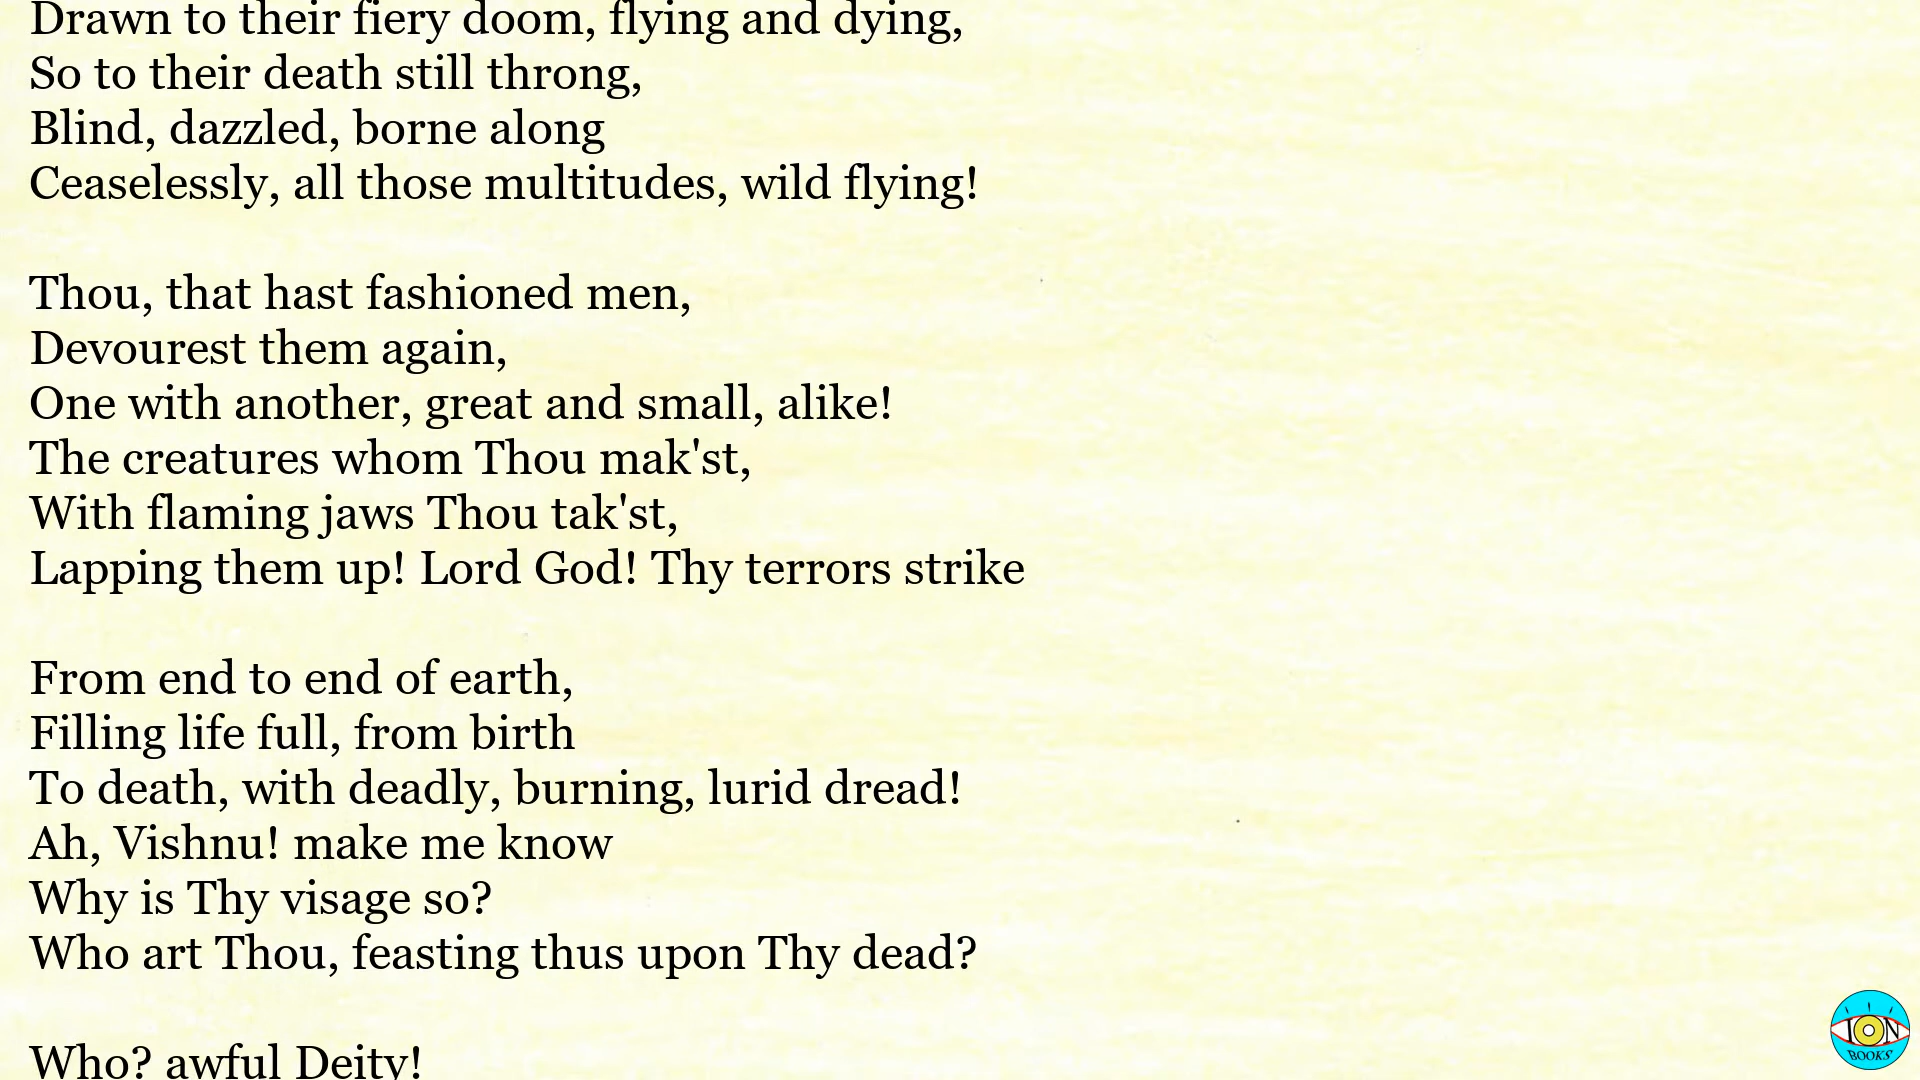 Drawn to their fiery doom, flying and dying,
So to their death still throng,
Blind, dazzled, borne along
Ceaselessly, all those multitudes, wild flying!
Thou, that hast fashioned men,
Devourest them again,
One with another, great and small, alike!
The creatures whom Thou mak'st,
With flaming jaws Thou tak'st,
Lapping them up! Lord God! Thy terrors strike
From end to end of earth,
Filling life full, from birth
To death, with deadly, burning, lurid dread!
Ah, Vishnu! make me know
Why is Thy visage so?
Who art Thou, feasting thus upon Thy dead?
Who? awful Deity!
ION
BOOKS